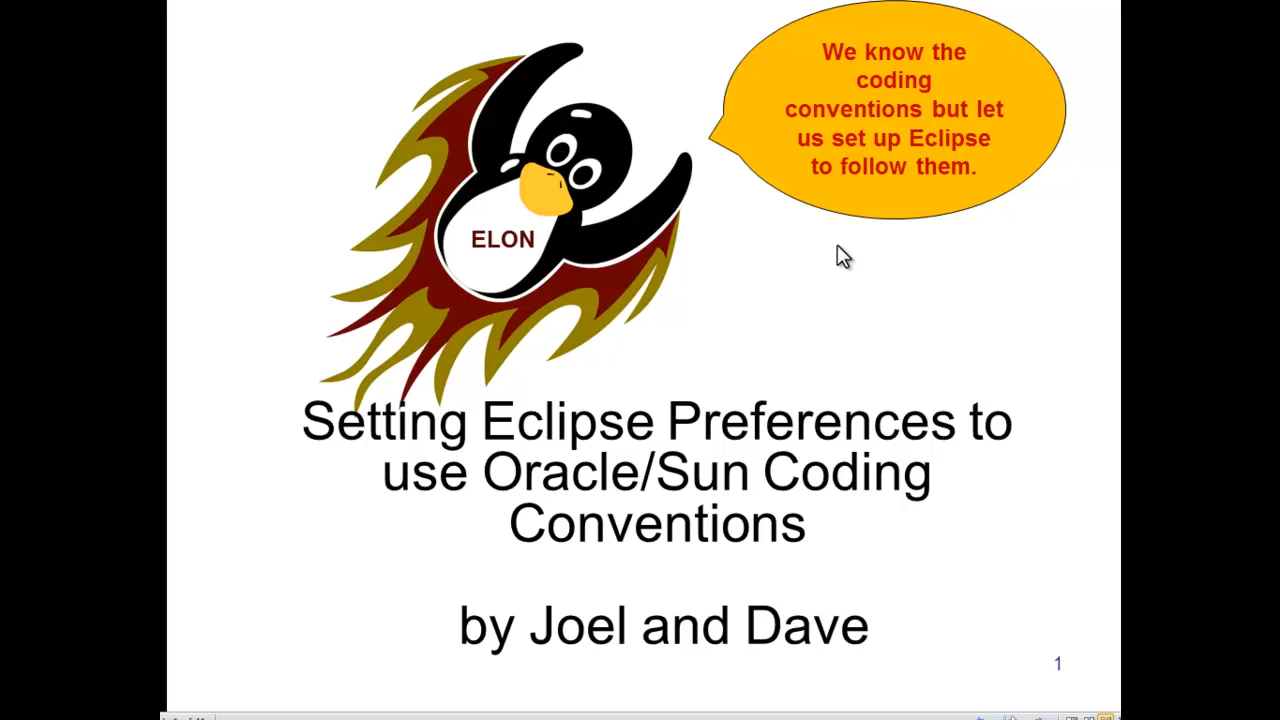 We know the
coding
conventions but let
us set up Eclipse
to follow them.
ELON
Setting Eclipse Preferences to
use Oracle/Sun Coding
Conventions
by Joel and Dave
1